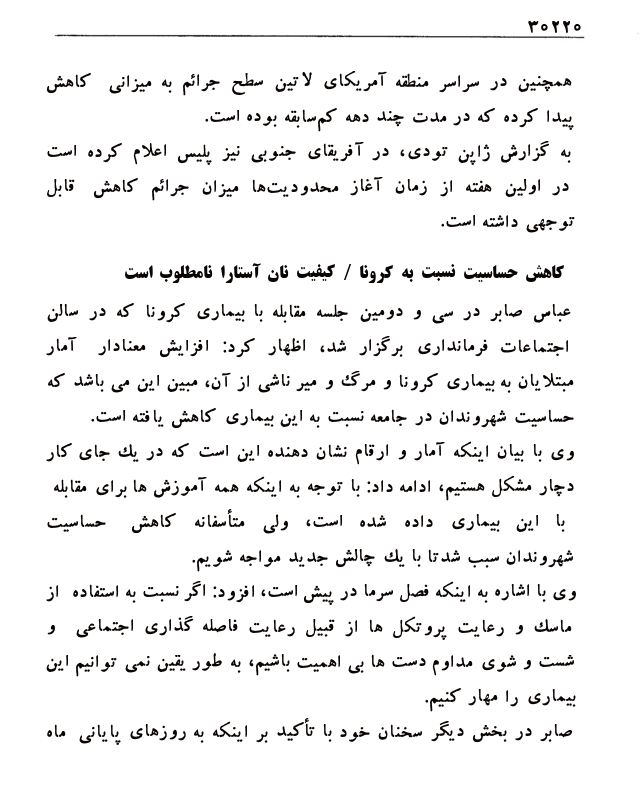 ۳۰۲۲۰
همچنین در سراسر منطقه آمریکای لاتین سطح جرائم به میزانی کاهش
پیدا کرده که در مدت چند دهه کم‌سابقه بوده است.
به گزارش ژاپن تودی، در آفریقای جنوبی نیز پلیس اعلام کرده است
در اولین هفته از زمان آغاز محدودیت‌ها میزان جرائم کاهش قابل
توجهی داشته است.
کاهش حساسیت نسبت به کرونا / کیفیت نان آستارا نامطلوب است
عباس صابر در سی و دومین جلسه مقابله با بیماری کرونا که در سالن
اجتماعات فرمانداری برگزار شد، اظهار کرد: افزایش معنادار آمار
مبتلایان به بیماری کرونا و مرگ و میر ناشی از آن، مبین این می باشد که
حساسیت شهروندان در جامعه نسبت به این بیماری کاهش یافته است.
وی با بیان اینکه آمار و ارقام نشان دهنده این است که در یك جای کار
دچار مشکل هستیم، ادامه داد: با توجه به اینکه همه آموزش ها برای مقابله
با این بیماری داده شده است، ولی متأسفانه کاهش حساسیت
شهروندان سبب شدتا با یك چالش جدید مواجه شویم.
وی با اشاره به اینکه فصل سرما در پیش است، افزود: اگر نسبت به استفاده از
ماسك و رعایت پروتکل ها از قبیل رعایت فاصله گذاری اجتماعی و
شست و شوی مداوم دست ها بی اهمیت باشیم، به طور یقین نمی توانیم این
بیماری را مهار کنیم.
صابر در بخش دیگر سخنان خود با تأکید بر اینکه به روزهای پایانی ماه